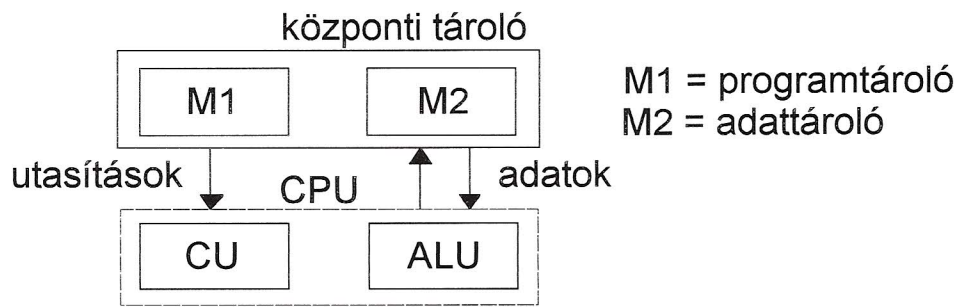 központi tároló
M1
M2
M1 = programtároló
M2 = adattároló
utasítások
CPU
adatok
CU
ALU